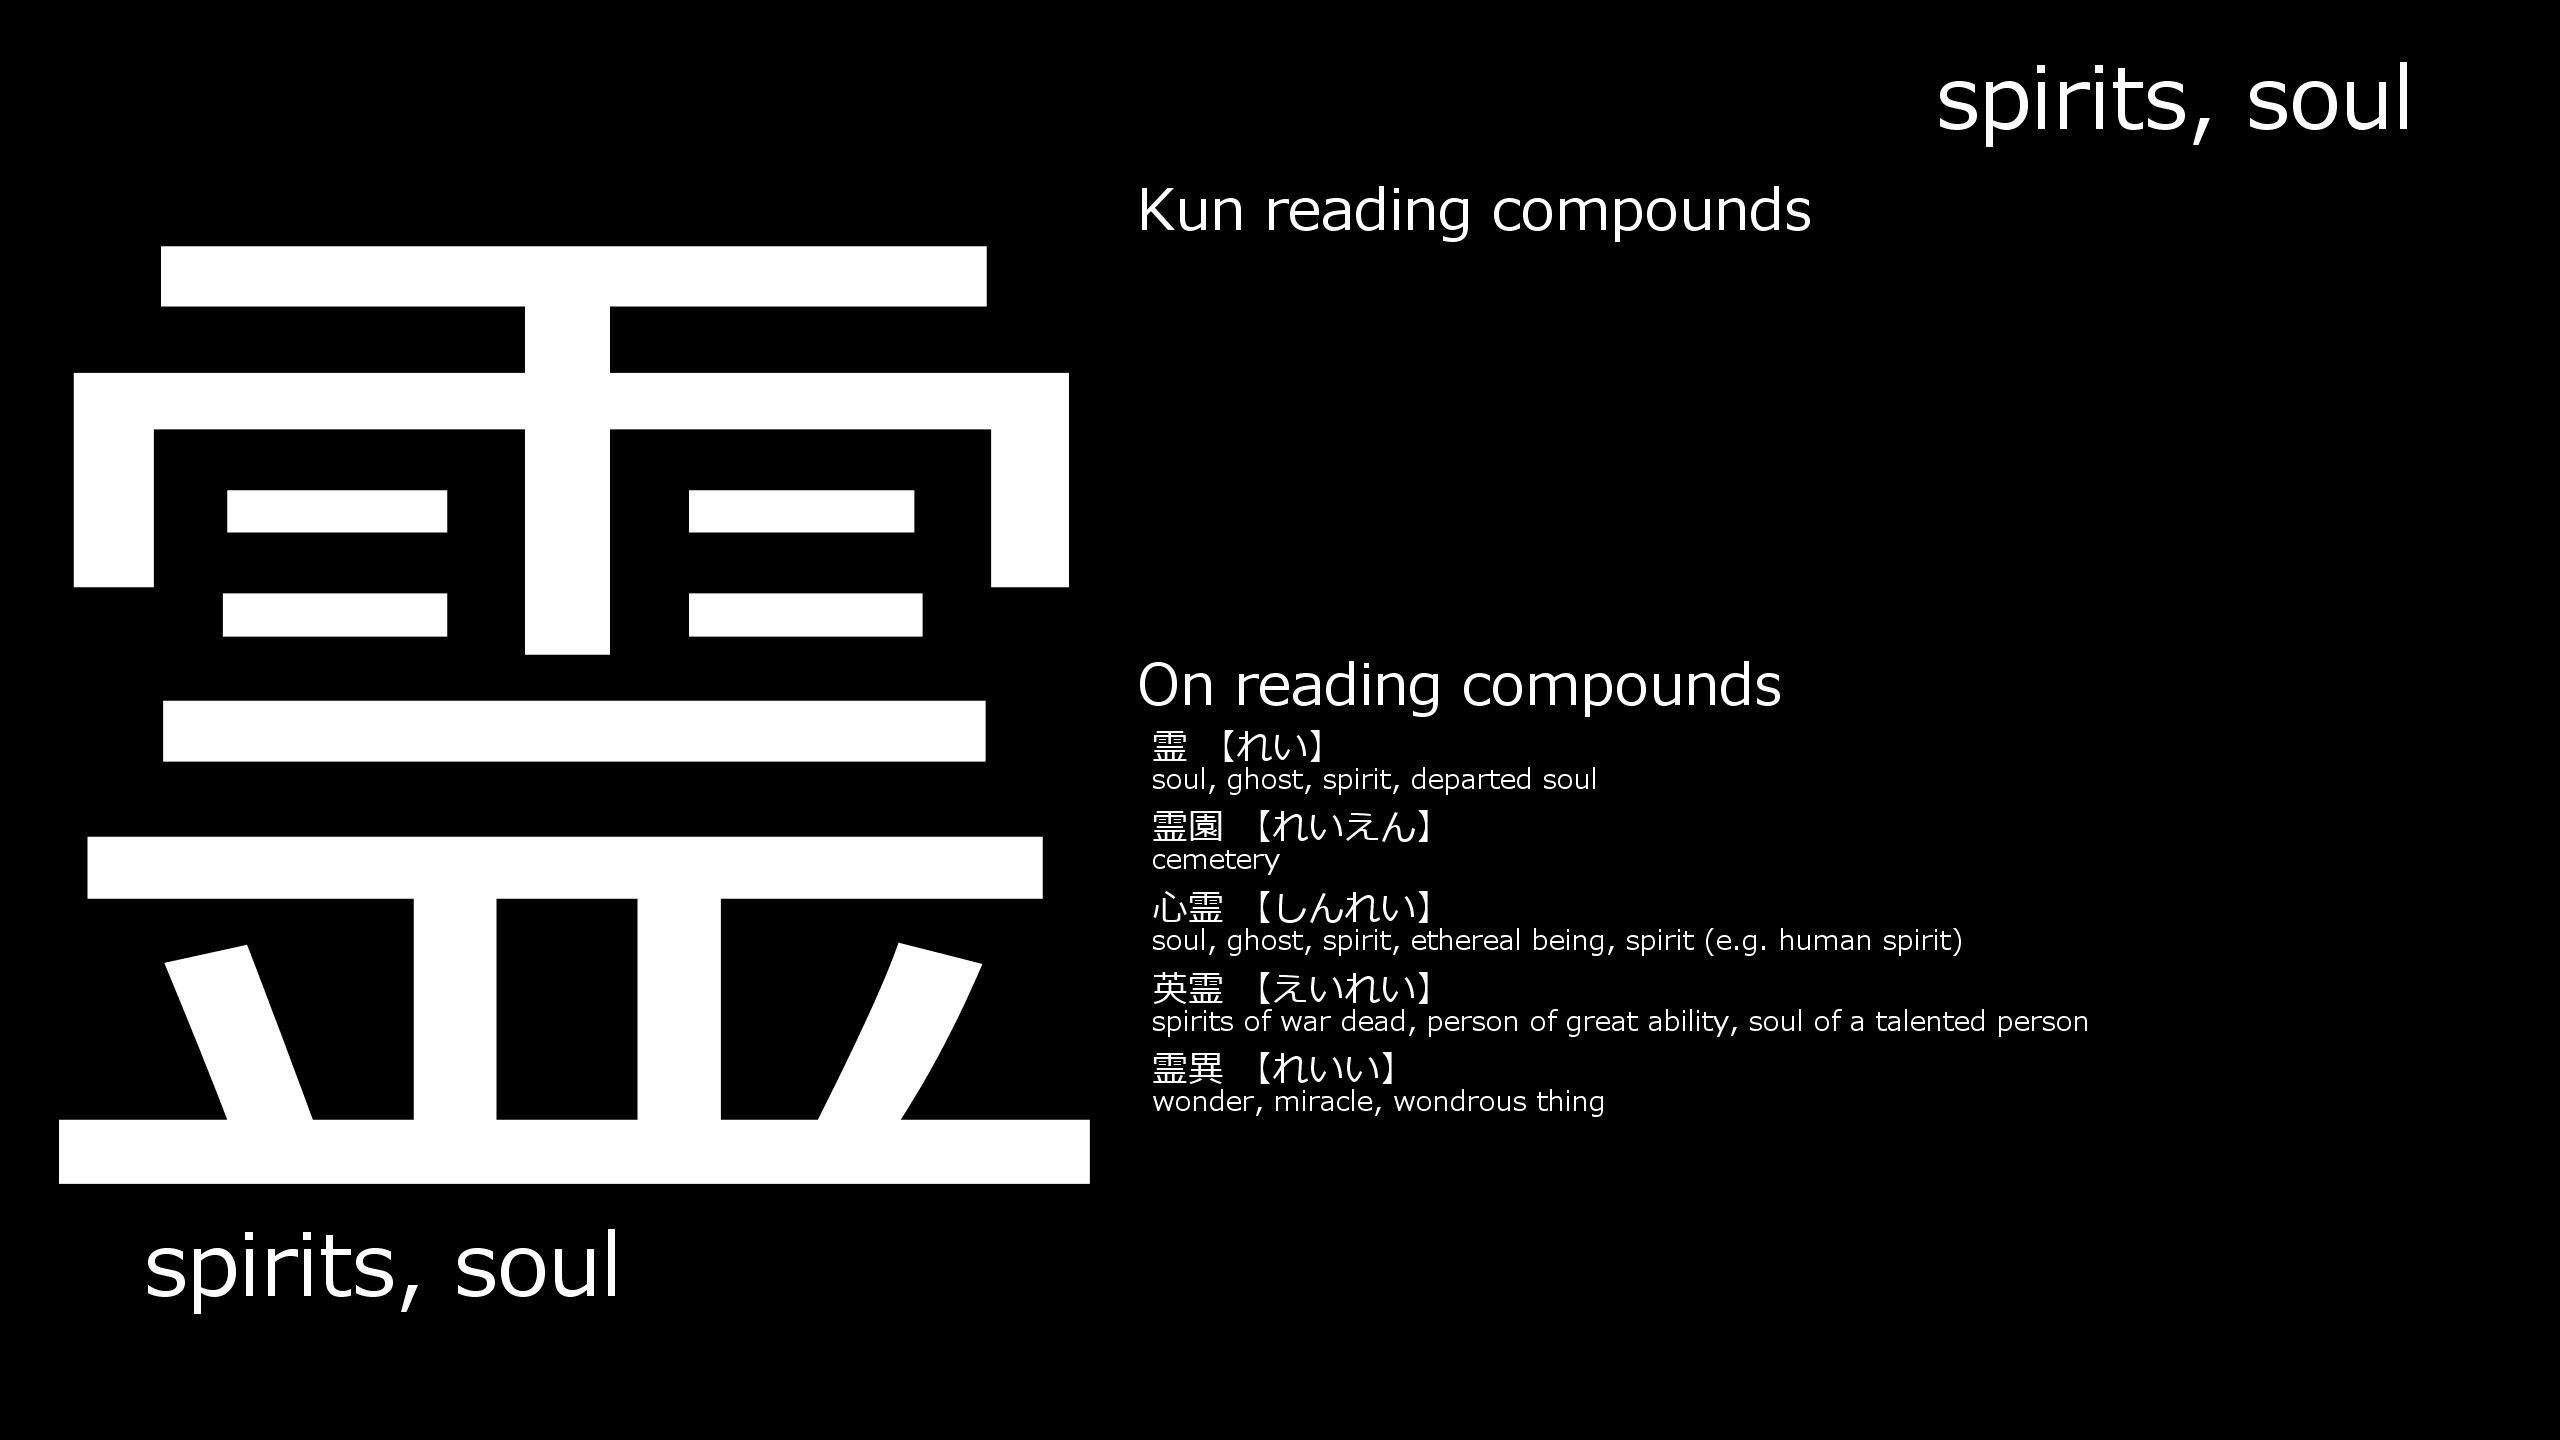 霊
spirits, soul
spirits, soul
Kun reading compounds
On reading compounds
霊 【れい】
soul, ghost, spirit, departed soul
霊園 【れいえん】
cemetery
心霊 【しんれい】
soul, ghost, spirit, ethereal being, spirit (e.g. human spirit)
英霊 【えいれい】
spirits of war dead, person of great ability, soul of a talented person
霊異 【れいい】
wonder, miracle, wondrous thing